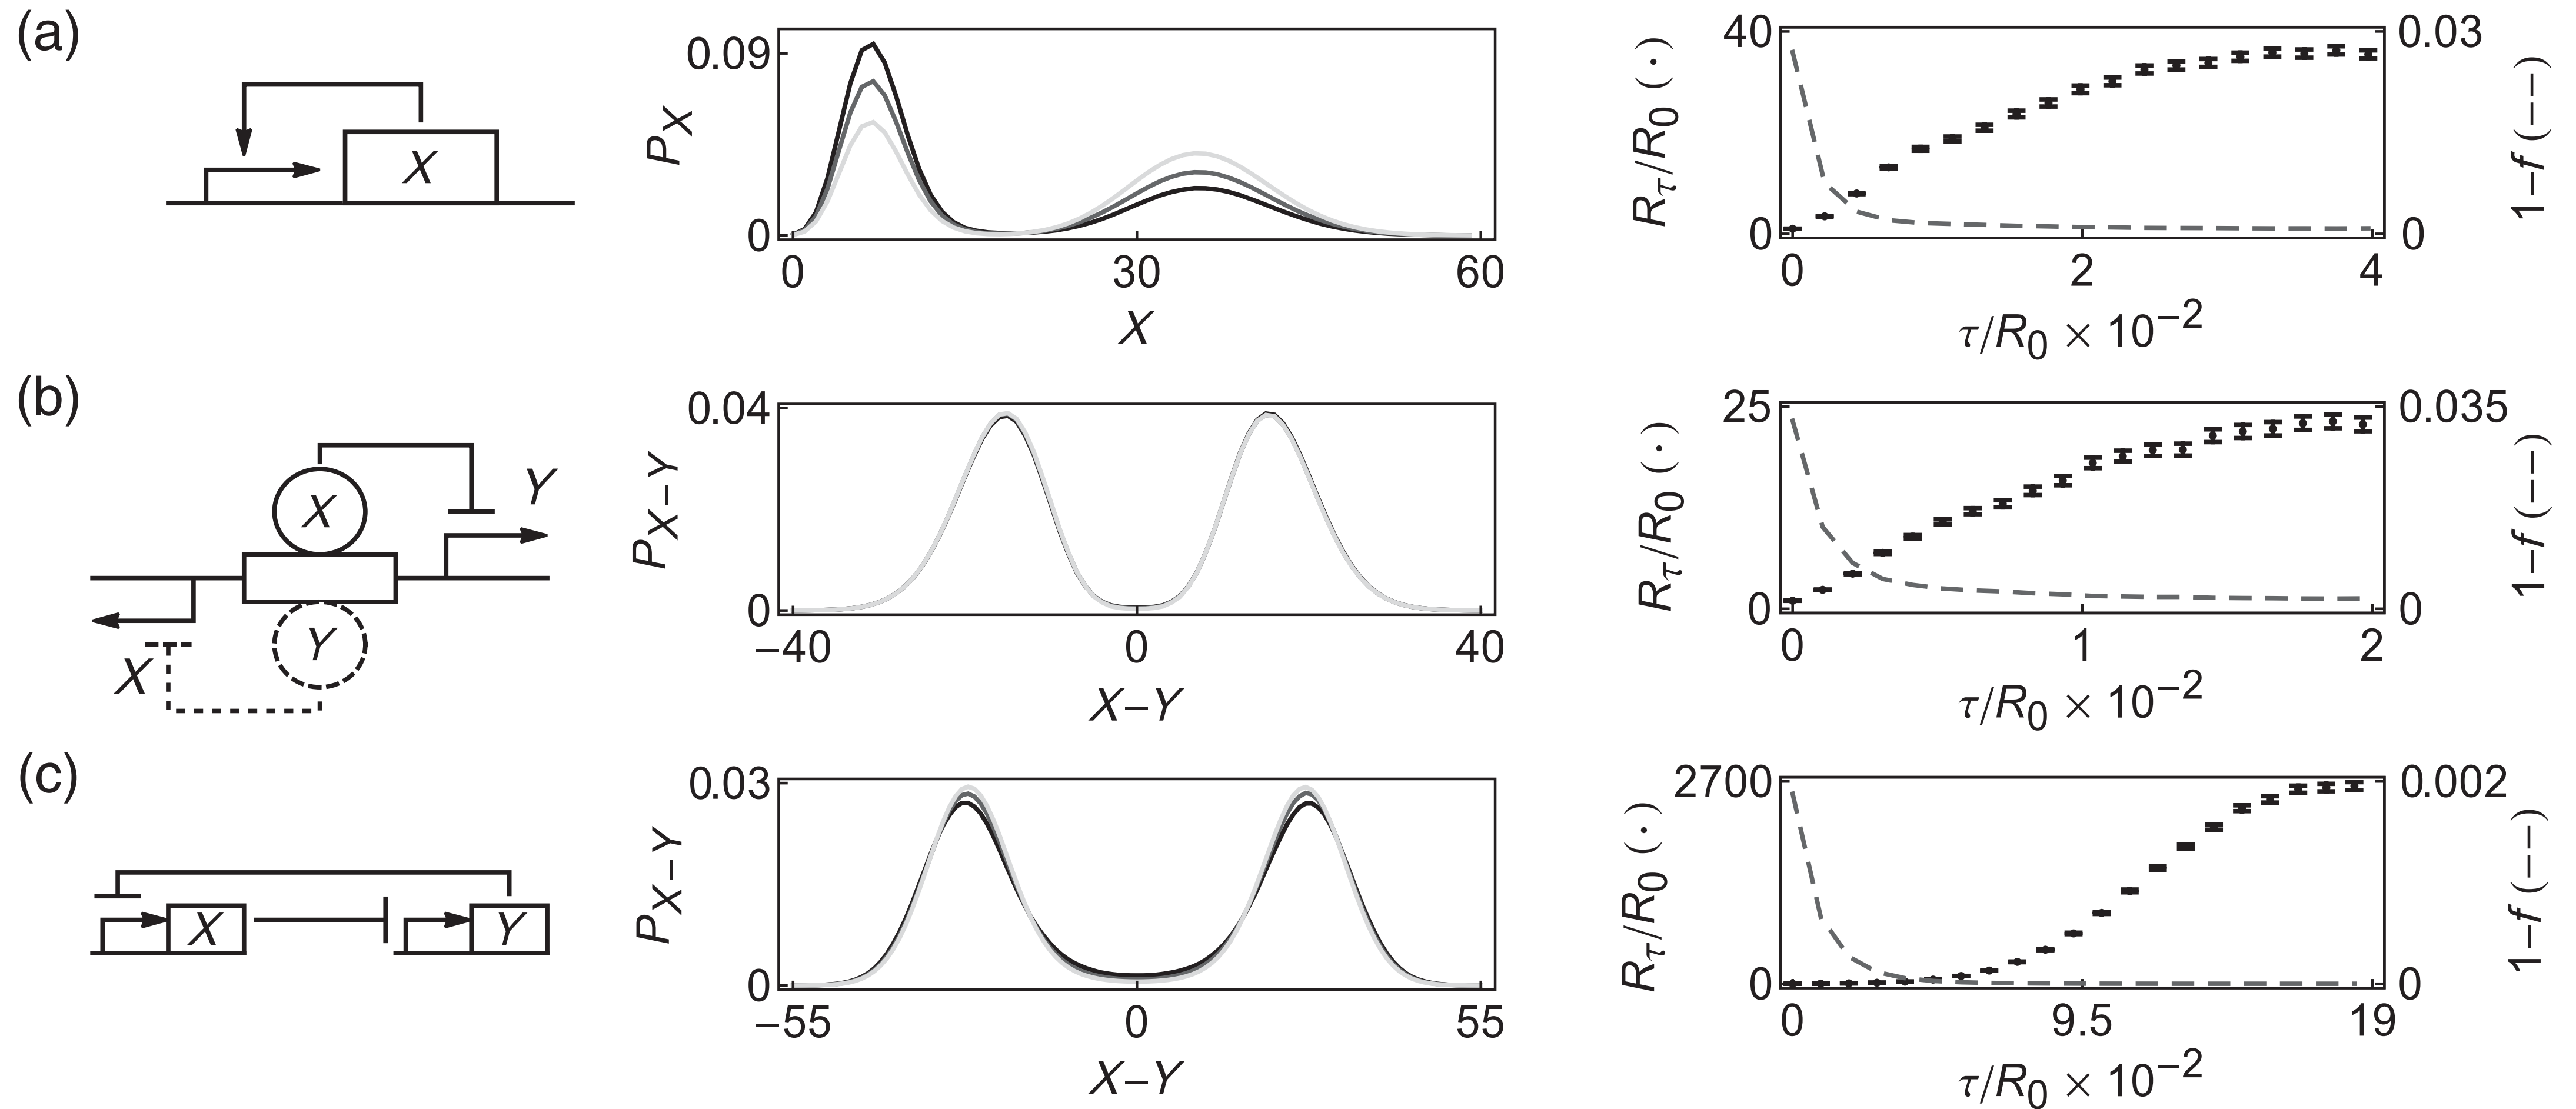 (a)
X
0.09
0
P_X
0 30 60
X
40
0
R_τ/R_0 (·)
0.03
0
1−f (−−)
0 2 4
τ/R_0 × 10^−2
(b)
X
Y
Y
X
0.04
0
P_X−Y
−40 0 40
X−Y
25
0
R_τ/R_0 (·)
0.035
0
1−f (−−)
0 1 2
τ/R_0 × 10^−2
(c)
X
Y
0.03
0
P_X−Y
−55 0 55
X−Y
2700
0
R_τ/R_0 (·)
0.002
0
1−f (−−)
0 9.5 19
τ/R_0 × 10^−2